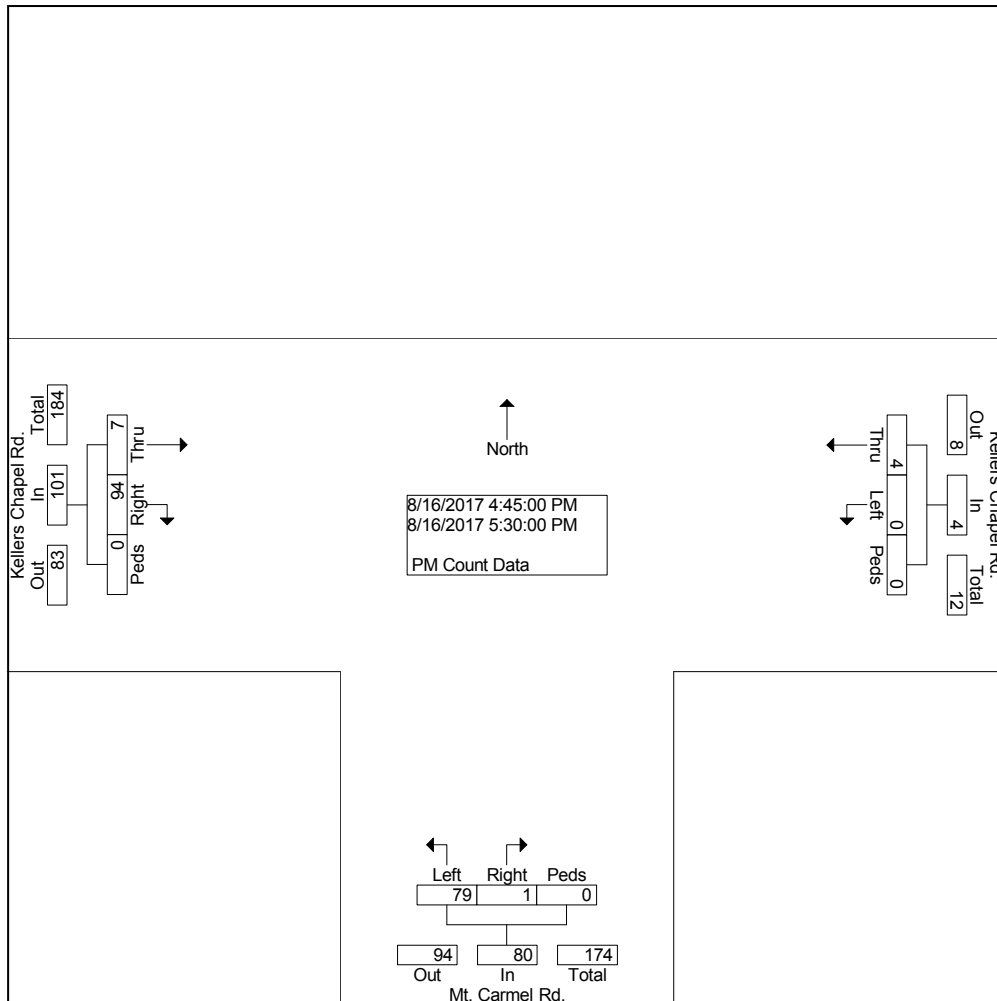 Kellers Chapel Rd.
Total
184
In
101
Out
83
7
Thru
94
Right
0
Peds
North
8/16/2017 4:45:00 PM
8/16/2017 5:30:00 PM
PM Count Data
Kellers Chapel Rd.
Out
8
In
4
Total
12
Thru
4
Left
0
Peds
0
Left Right Peds
79 1 0
94 80 174
Out In Total
Mt. Carmel Rd.